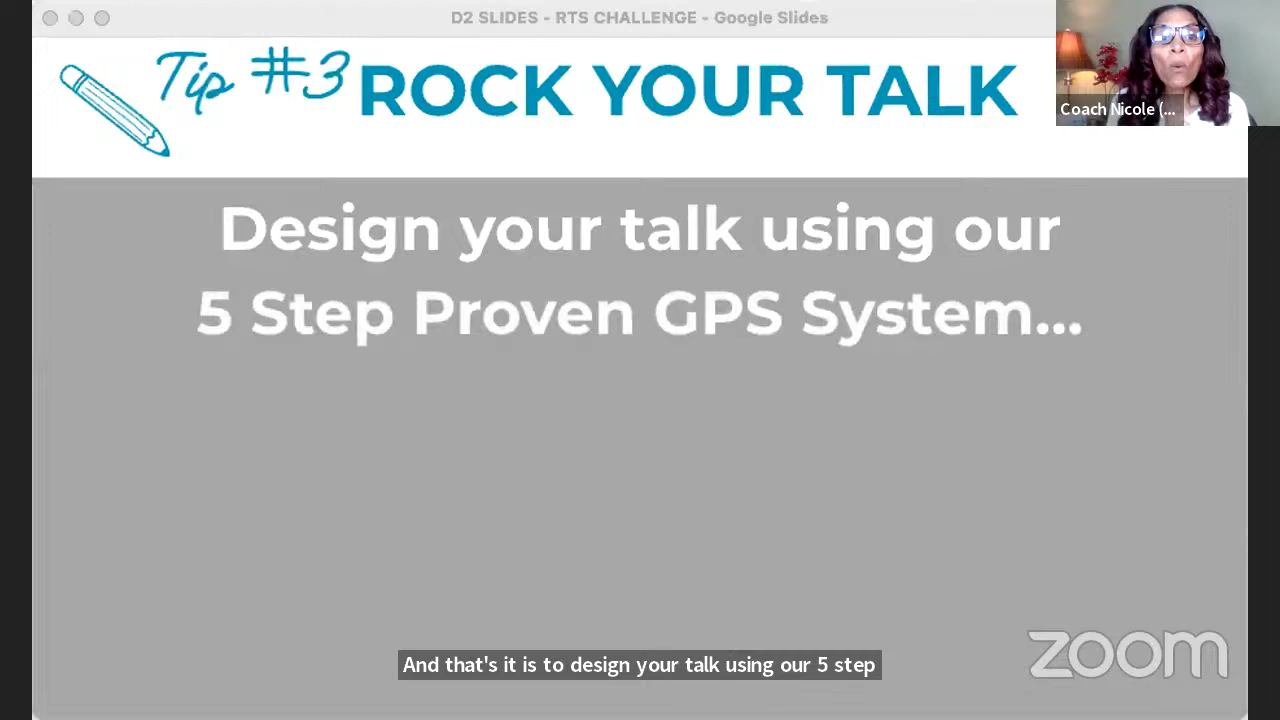 D2 SLIDES - RTS CHALLENGE - Google Slides
Tip #3 ROCK YOUR TALK
Coach Nicole (...
Design your talk using our
5 Step Proven GPS System...
And that's it is to design your talk using our 5 step
zoom